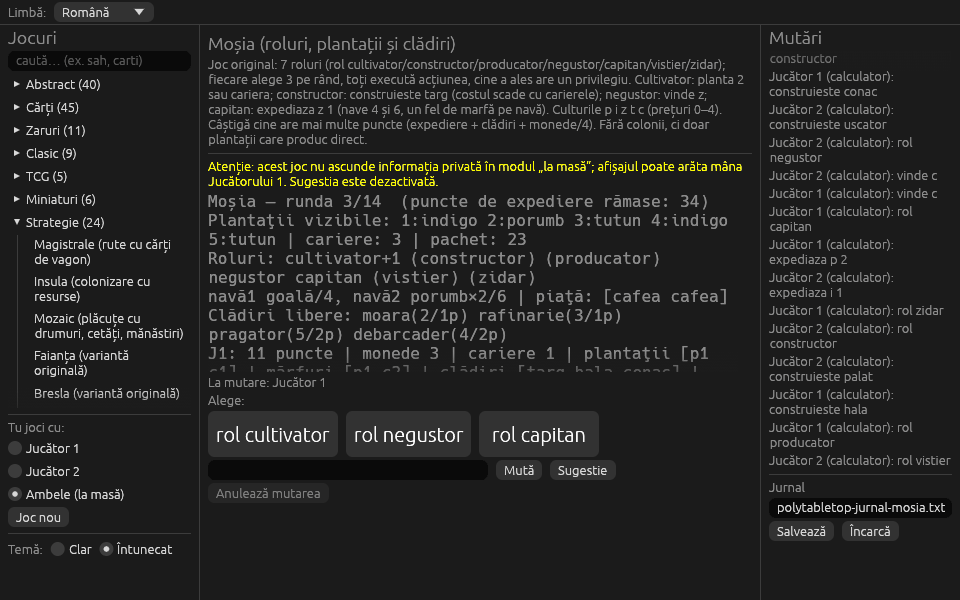 Limbă: Română
Jocuri
caută... (ex. sah, carti)
Abstract (40)
Cărți (45)
Zaruri (11)
Clasic (9)
TCG (5)
Miniaturi (6)
Strategie (24)
Magistrale (rute cu cărți
de vagon)
Insula (colonizare cu
resurse)
Mozaic (plăcuțe cu
drumuri, cetăți, mănăstiri)
Faianța (variantă
originală)
Bresla (variantă originală)
Tu joci cu:
Jucător 1
Jucător 2
Ambele (la masă)
Joc nou
Temă: Clar Întunecat
Moșia (roluri, plantații și clădiri)
Joc original: 7 roluri (rol cultivator/constructor/producator/negustor/capitan/vistier/zidar);
fiecare alege 3 pe rând, toți execută acțiunea, cine a ales are un privilegiu. Cultivator: planta 2
sau cariera; constructor: construieste targ (costul scade cu carierele); negustor: vinde z;
capitan: expediaza z 1 (nave 4 și 6, un fel de marfă pe navă). Culturile p i z t c (prețuri 0–4).
Câștigă cine are mai multe puncte (expediere + clădiri + monede/4). Fără colonii, ci doar
plantații care produc direct.
Atenție: acest joc nu ascunde informația privată în modul „la masă”; afișajul poate arăta mâna
Jucătorului 1. Sugestia este dezactivată.
Moșia — runda 3/14 (puncte de expediere rămase: 34)
Plantații vizibile: 1:indigo 2:porumb 3:tutun 4:indigo
5:tutun | cariere: 3 | pachet: 23
Roluri: cultivator+1 (constructor) (producator)
negustor capitan (vistier) (zidar)
navă1 goală/4, navă2 porumb×2/6 | piață: [cafea cafea]
Clădiri libere: moara(2/1p) rafinarie(3/1p)
pragator(5/2p) debarcader(4/2p)
J1: 11 puncte | monede 3 | cariere 1 | plantații [p1
c1] | mărfuri [p1 c2] | clădiri [targ hala conac] |
La mutare: Jucător 1
Alege:
rol cultivator
rol negustor
rol capitan
Mută
Sugestie
Anulează mutarea
Mutări
constructor
Jucător 1 (calculator):
construieste conac
Jucător 2 (calculator):
construieste uscator
Jucător 2 (calculator): rol
negustor
Jucător 2 (calculator): vinde c
Jucător 1 (calculator): vinde c
Jucător 1 (calculator): rol
capitan
Jucător 1 (calculator):
expediaza p 2
Jucător 2 (calculator):
expediaza i 1
Jucător 1 (calculator): rol zidar
Jucător 2 (calculator): rol
constructor
Jucător 2 (calculator):
construieste palat
Jucător 1 (calculator):
construieste hala
Jucător 1 (calculator): rol
producator
Jucător 2 (calculator): rol vistier
Jurnal
polytabletop-jurnal-mosia.txt
Salvează
Încarcă